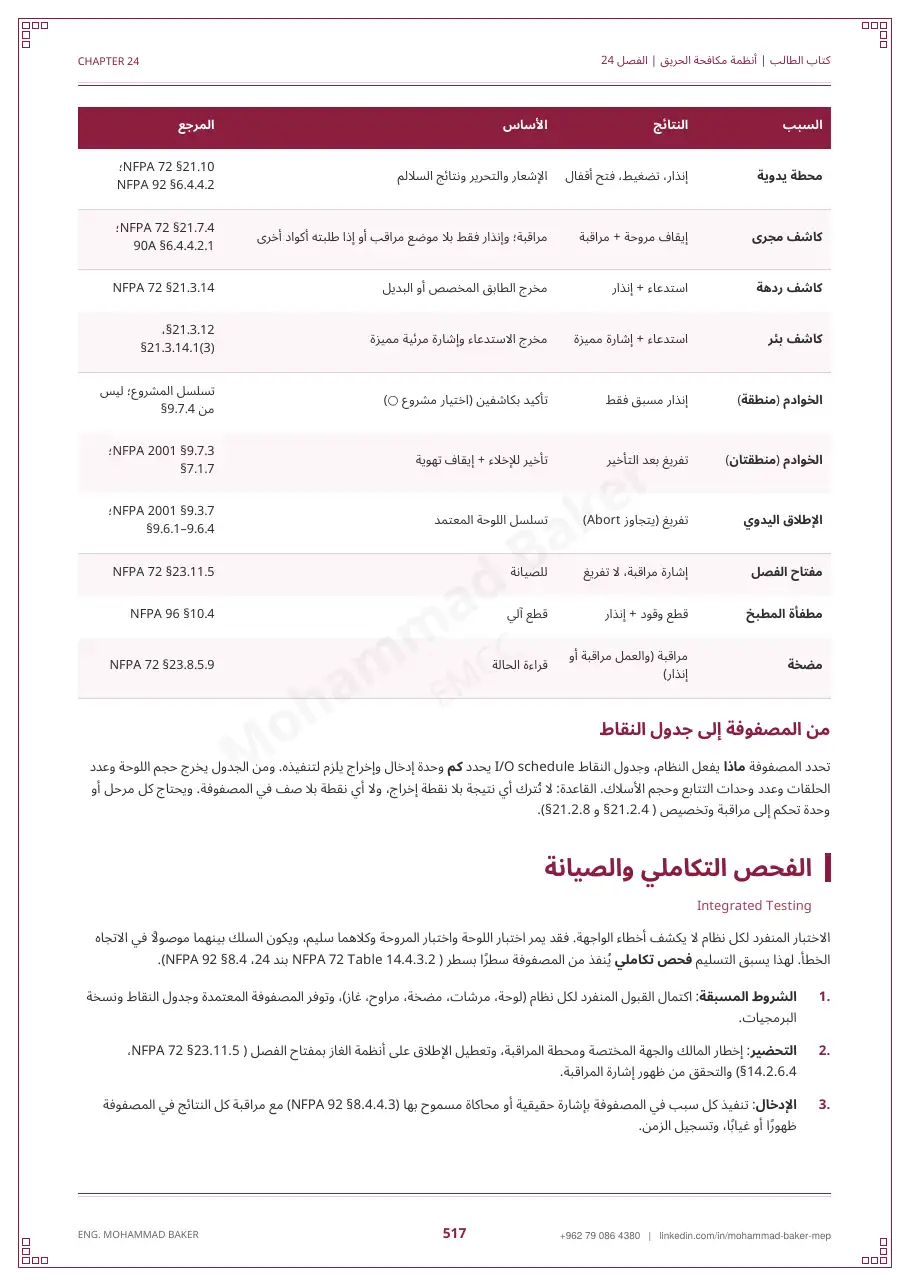 كتاب الطالب | أنظمة مكافحة الحريق | الفصل 24
CHAPTER 24
السبب النتائج الأساس المرجع
محطة يدوية إنذار، تضغيط، فتح أقفال الإشعار والتحرير ونتائج السلالم NFPA 72 §21.10؛
NFPA 92 §6.4.4.2
كاشف مجرى إيقاف مروحة + مراقبة مراقبة؛ وإنذار فقط بلا موضع مراقب أو إذا طلبته أكواد أخرى NFPA 72 §21.7.4؛
90A §6.4.4.2.1
كاشف ردهة استدعاء + إنذار مخرج الطابق المخصص أو البديل NFPA 72 §21.3.14
كاشف بئر استدعاء + إشارة مميزة مخرج الاستدعاء وإشارة مرئية مميزة §21.3.12،
§21.3.14.1(3)
الخوادم (منطقة) إنذار مسبق فقط تأكيد بكاشفين (اختيار مشروع ○) تسلسل المشروع؛ ليس
من §9.7.4
الخوادم (منطقتان) تفريغ بعد التأخير تأخير للإخلاء + إيقاف تهوية NFPA 2001 §9.7.3؛
§7.1.7
الإطلاق اليدوي تفريغ (يتجاوز Abort) تسلسل اللوحة المعتمد NFPA 2001 §9.3.7؛
§9.6.1–9.6.4
مفتاح الفصل إشارة مراقبة، لا تفريغ للصيانة NFPA 72 §23.11.5
مطفأة المطبخ قطع وقود + إنذار قطع آلي NFPA 96 §10.4
مضخة مراقبة (والعمل مراقبة أو
إنذار) قراءة الحالة NFPA 72 §23.8.5.9
من المصفوفة إلى جدول النقاط
تحدد المصفوفة ماذا يفعل النظام، وجدول النقاط I/O schedule يحدد كم وحدة إدخال وإخراج يلزم لتنفيذه. ومن الجدول يخرج حجم اللوحة وعدد
الحلقات وعدد وحدات التتابع وحجم الأسلاك. القاعدة: لا تُترك أي نتيجة بلا نقطة إخراج، ولا أي نقطة بلا صف في المصفوفة. ويحتاج كل مرحل أو
وحدة تحكم إلى مراقبة وتخصيص ( §21.2.4 و §21.2.8).
الفحص التكاملي والصيانة
Integrated Testing
الاختبار المنفرد لكل نظام لا يكشف أخطاء الواجهة. فقد يمر اختبار اللوحة واختبار المروحة وكلاهما سليم، ويكون السلك بينهما موصولًا في الاتجاه
الخطأ. لهذا يسبق التسليم فحص تكاملي يُنفذ من المصفوفة سطرًا بسطر ( NFPA 72 Table 14.4.3.2 بند 24، NFPA 92 §8.4).
1. الشروط المسبقة: اكتمال القبول المنفرد لكل نظام (لوحة، مرشات، مضخة، مراوح، غاز)، وتوفر المصفوفة المعتمدة وجدول النقاط ونسخة
البرمجيات.
2. التحضير: إخطار المالك والجهة المختصة ومحطة المراقبة، وتعطيل الإطلاق على أنظمة الغاز بمفتاح الفصل ( NFPA 72 §23.11.5،
§14.2.6.4) والتحقق من ظهور إشارة المراقبة.
3. الإدخال: تنفيذ كل سبب في المصفوفة بإشارة حقيقية أو محاكاة مسموح بها (NFPA 92 §8.4.4.3) مع مراقبة كل النتائج في المصفوفة
ظهورًا أو غيابًا، وتسجيل الزمن.
Mohammad Baker
EMCC
ENG. MOHAMMAD BAKER
517
+962 79 086 4380 | linkedin.com/in/mohammad-baker-mep